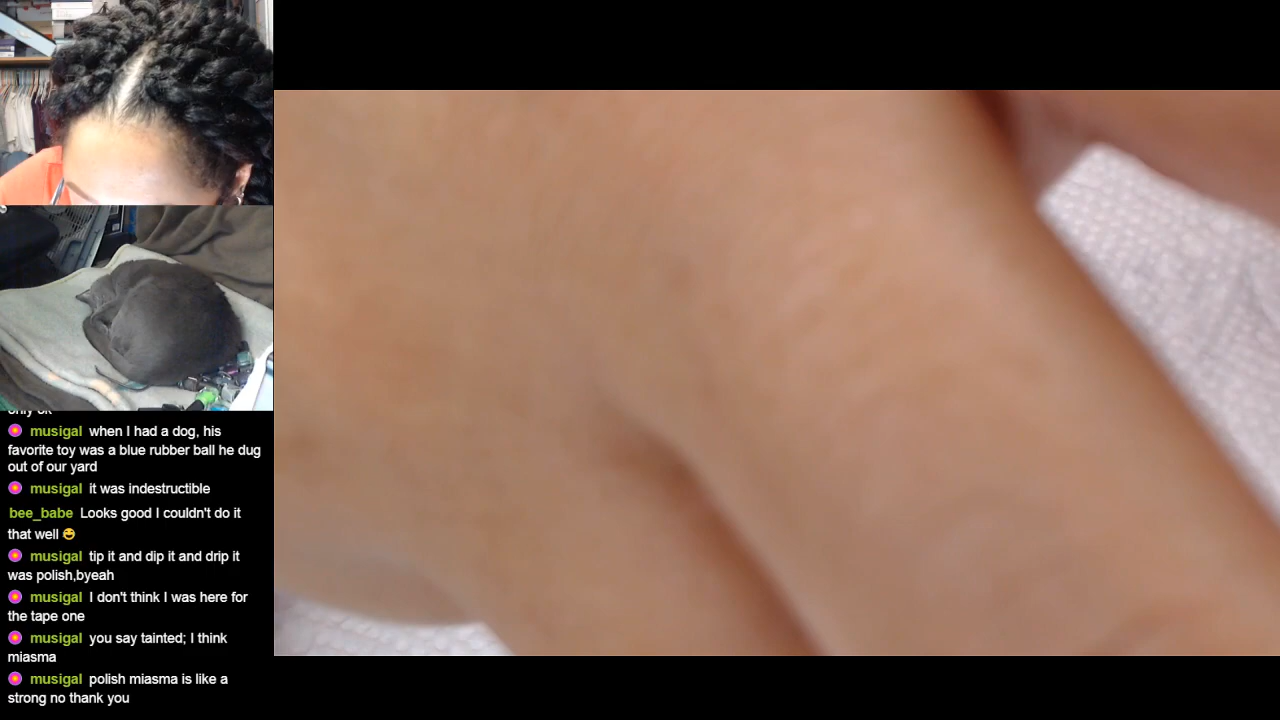 only ok
musigal when I had a dog, his
favorite toy was a blue rubber ball he dug
out of our yard
musigal it was indestructible
bee_babe Looks good I couldn't do it
that well 😄
musigal tip it and dip it and drip it
was polish,byeah
musigal I don't think I was here for
the tape one
musigal you say tainted; I think
miasma
musigal polish miasma is like a
strong no thank you